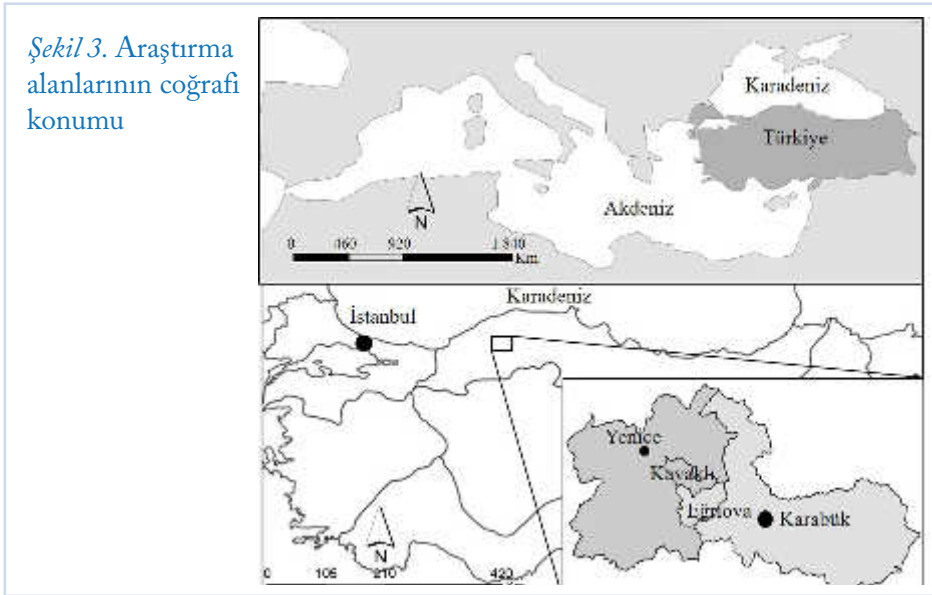 Şekil 3. Araştırma
alanlarının coğrafi
konumu
Karadeniz
Türkiye
Akdeniz
N
0 460 920 1 840
Km
Karadeniz
İstanbul
Yenice
Kavaklı
Eğriova
Karabük
N
0 105 210 420